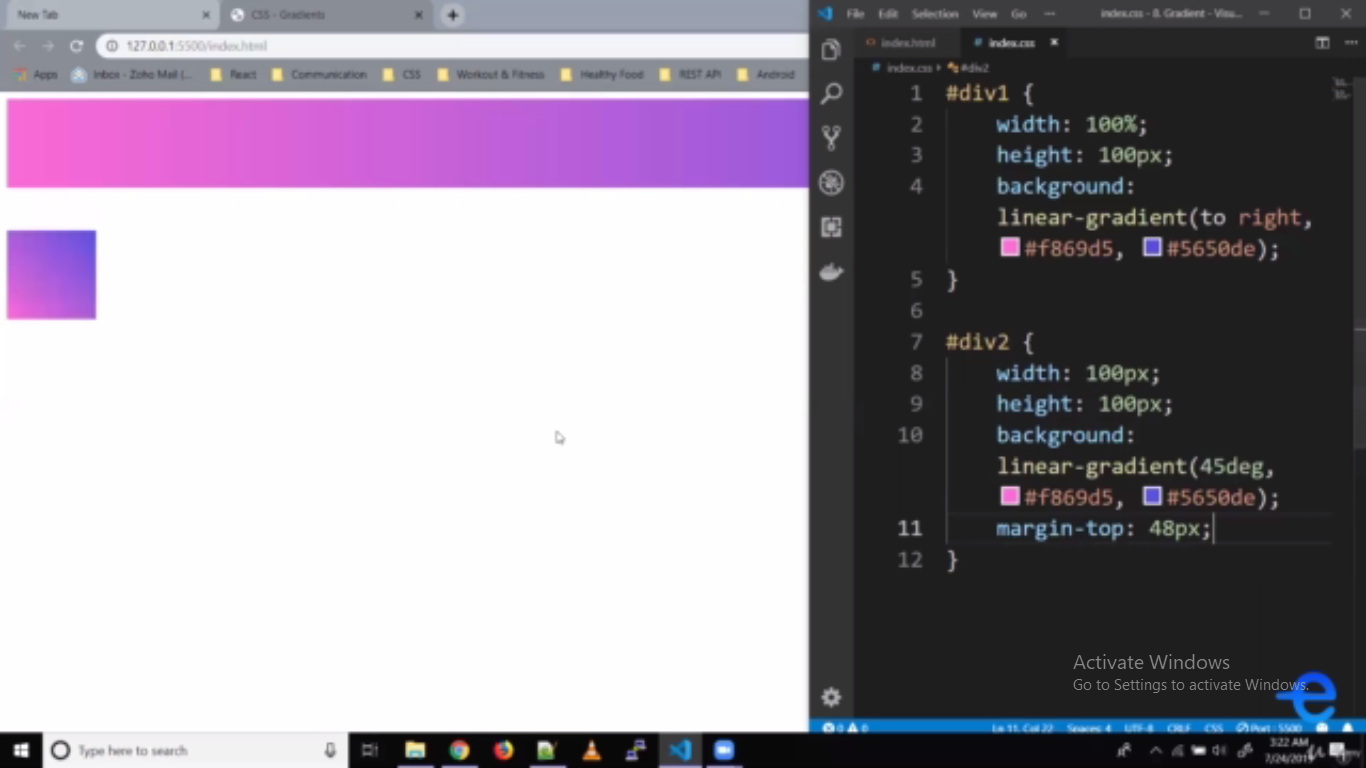 New Tab
CSS - Gradients
127.0.0.1:5500/index.html
Apps
Inbox - Zoho Mail (...
React
Communication
CSS
Workout & Fitness
Healthy Food
REST API
Android
File Edit Selection View Go ···
index.css - 8. Gradient - Visu...
index.html
index.css
index.css › #div2
1 #div1 {
2 width: 100%;
3 height: 100px;
4 background:
linear-gradient(to right,
#f869d5, #5650de);
5 }
6
7 #div2 {
8 width: 100px;
9 height: 100px;
10 background:
linear-gradient(45deg,
#f869d5, #5650de);
11 margin-top: 48px;
12 }
Activate Windows
Go to Settings to activate Windows.
0 0 Ln 11, Col 22 Spaces: 4 UTF-8 CRLF CSS Port : 5500
Type here to search
3:22 AM